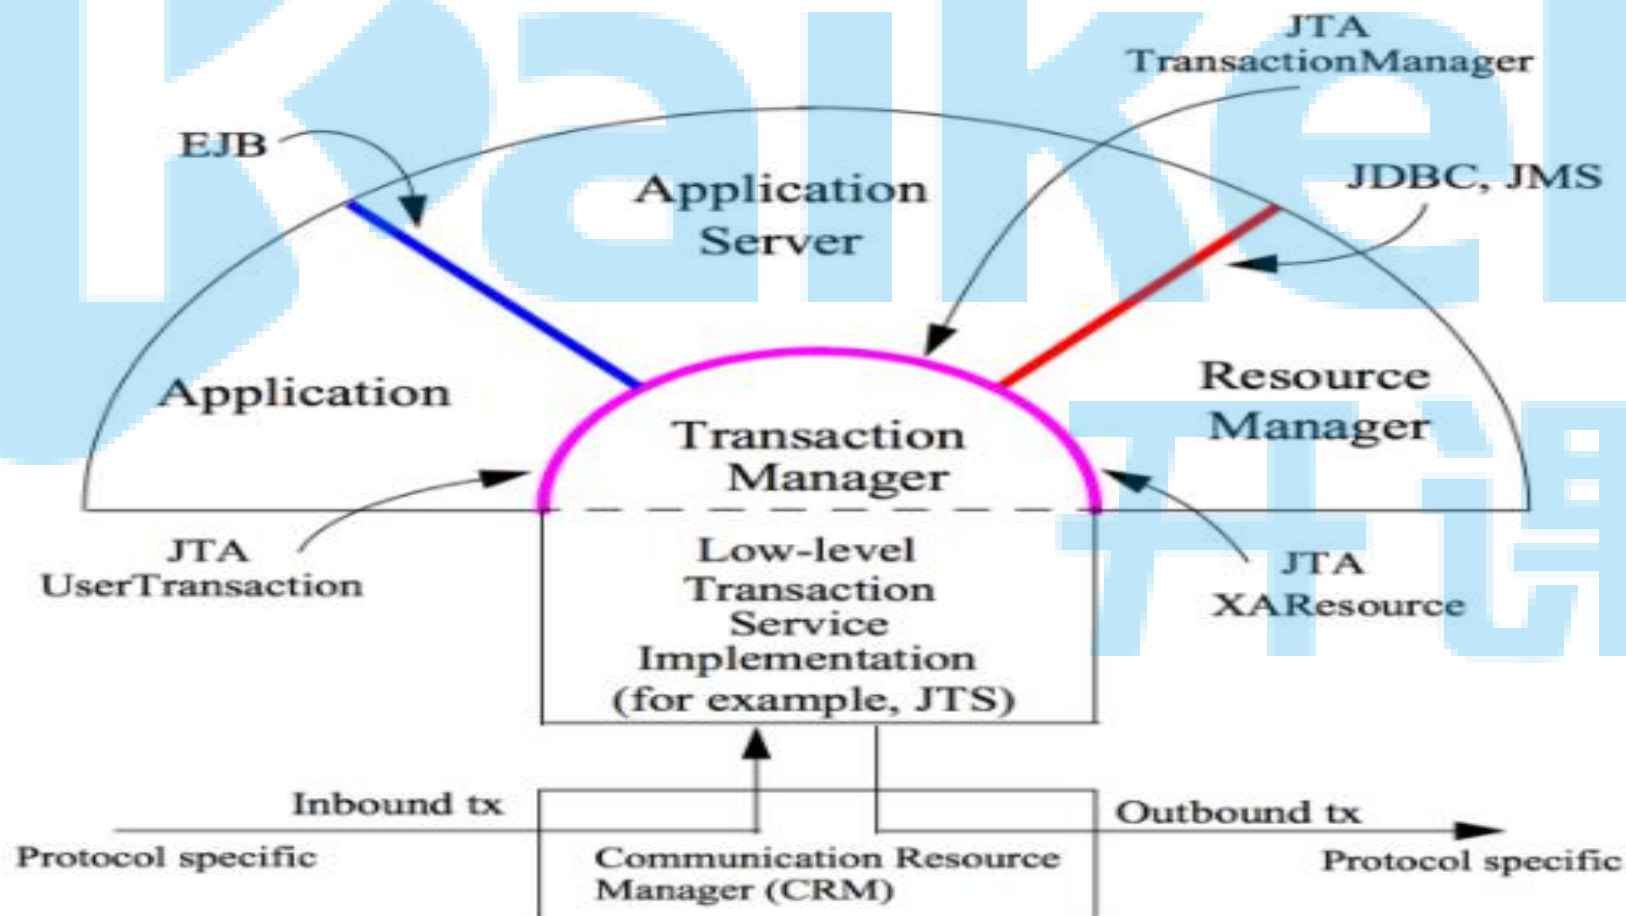 JTA
TransactionManager
EJB
JDBC, JMS
Application
Server
Application
Resource
Manager
Transaction
Manager
JTA
UserTransaction
Low-level
Transaction
Service
Implementation
(for example, JTS)
JTA
XAResource
Inbound tx
Outbound tx
Protocol specific
Communication Resource
Manager (CRM)
Protocol specific